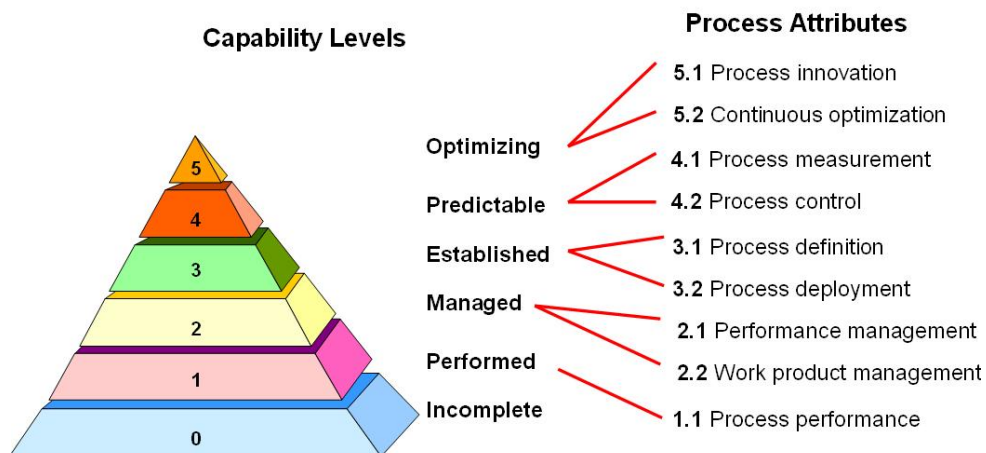 Capability Levels
Process Attributes
5
4
3
2
1
0
Optimizing
Predictable
Established
Managed
Performed
Incomplete
5.1 Process innovation
5.2 Continuous optimization
4.1 Process measurement
4.2 Process control
3.1 Process definition
3.2 Process deployment
2.1 Performance management
2.2 Work product management
1.1 Process performance